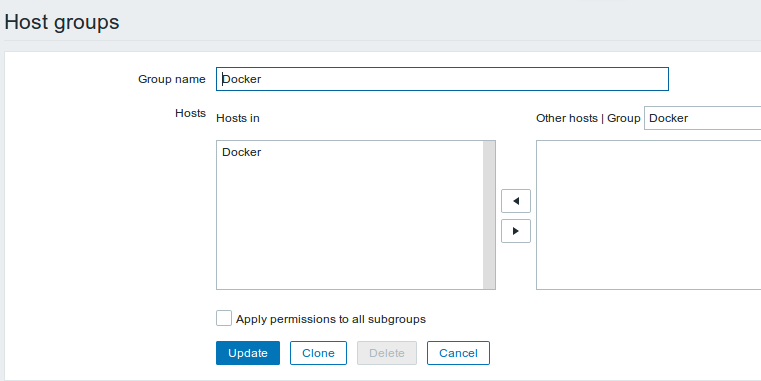 Host groups
Group name Docker
Hosts Hosts in Other hosts | Group Docker
Docker
Apply permissions to all subgroups
Update Clone Delete Cancel